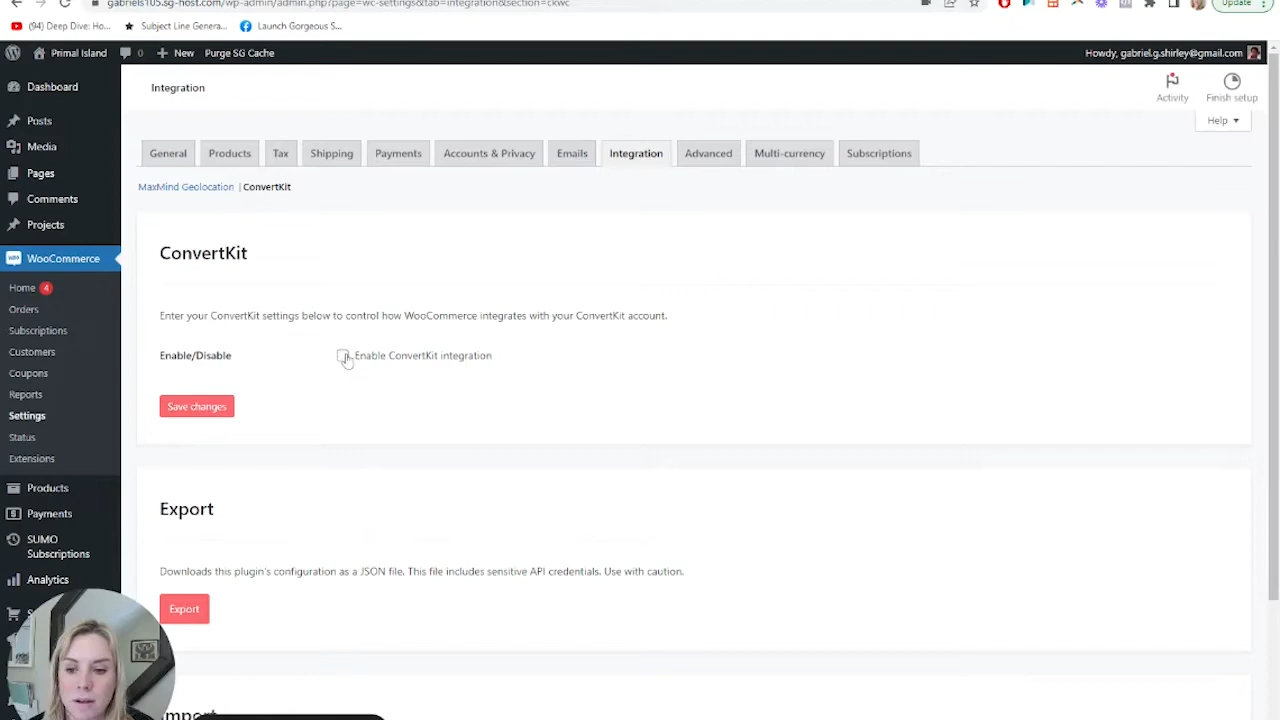 gabriels105.sg-host.com/wp-admin/admin.php?page=wc-settings&tab=integration&section=ckwc
Update
(94) Deep Dive: Ho...
Subject Line Genera...
Launch Gorgeous S...
Primal Island
0
New
Purge SG Cache
Howdy, gabriel.g.shirley@gmail.com
Dashboard
Posts
Media
Pages
Comments
Projects
WooCommerce
Home 4
Orders
Subscriptions
Customers
Coupons
Reports
Settings
Status
Extensions
Products
Payments
SUMO
Subscriptions
Analytics
Integration
Activity
Finish setup
Help
General
Products
Tax
Shipping
Payments
Accounts & Privacy
Emails
Integration
Advanced
Multi-currency
Subscriptions
MaxMind Geolocation | ConvertKit
ConvertKit
Enter your ConvertKit settings below to control how WooCommerce integrates with your ConvertKit account.
Enable/Disable
Enable ConvertKit integration
Save changes
Export
Downloads this plugin's configuration as a JSON file. This file includes sensitive API credentials. Use with caution.
Export